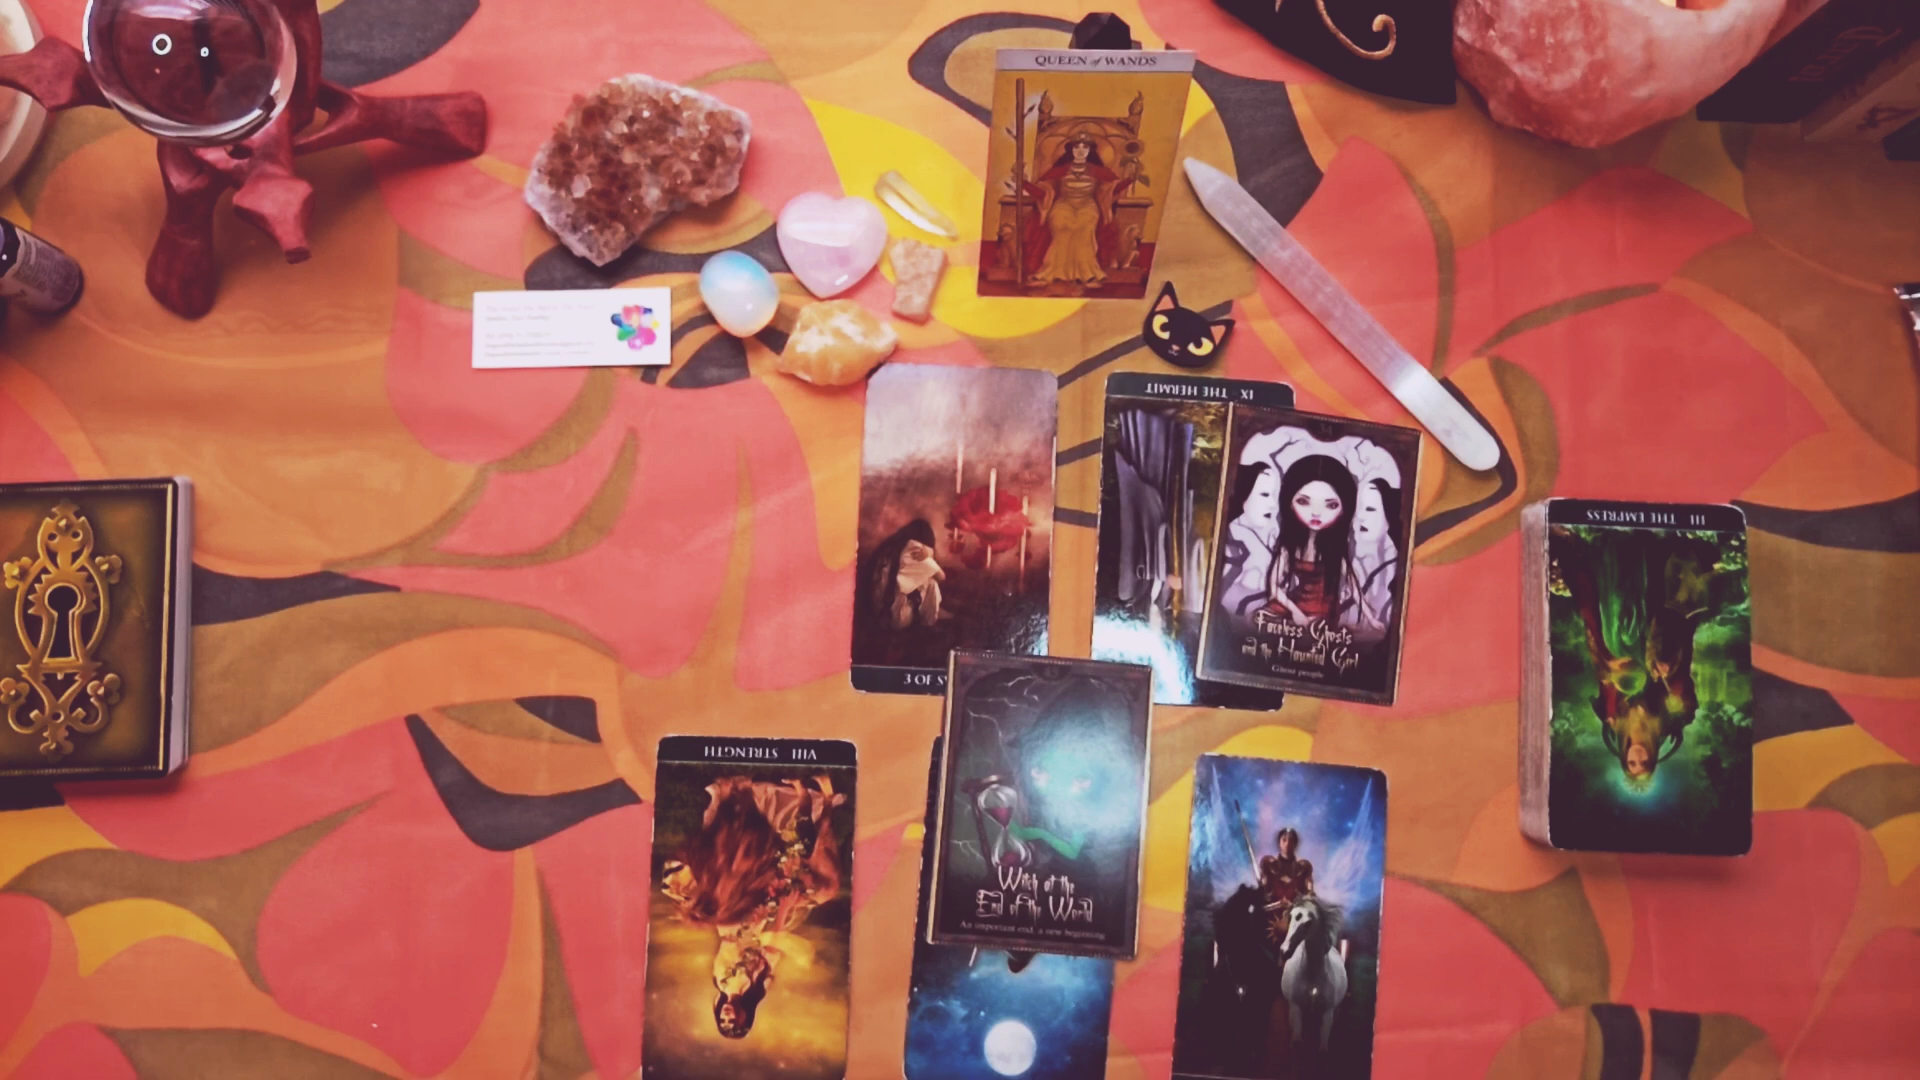 QUEEN of WANDS
IX THE HERMIT
Faceless Ghosts
and the Haunted Girl
Ghost people
III THE EMPRESS
3 OF
VIII STRENGTH
Witch at the
End of the World
An important end, a new beginning